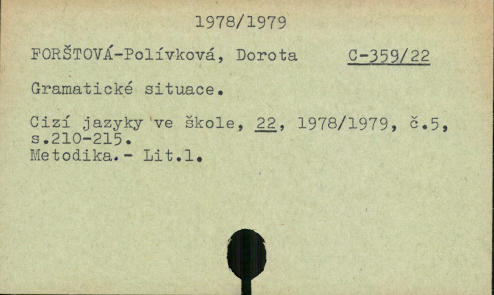 1978/1979
FORŠTOVÁ-Polívková, Dorota C-359/22
Gramatické situace.
Cizí jazyky ve škole, 22, 1978/1979, č.5,
s.210-215.
Metodika.- Lit.l.